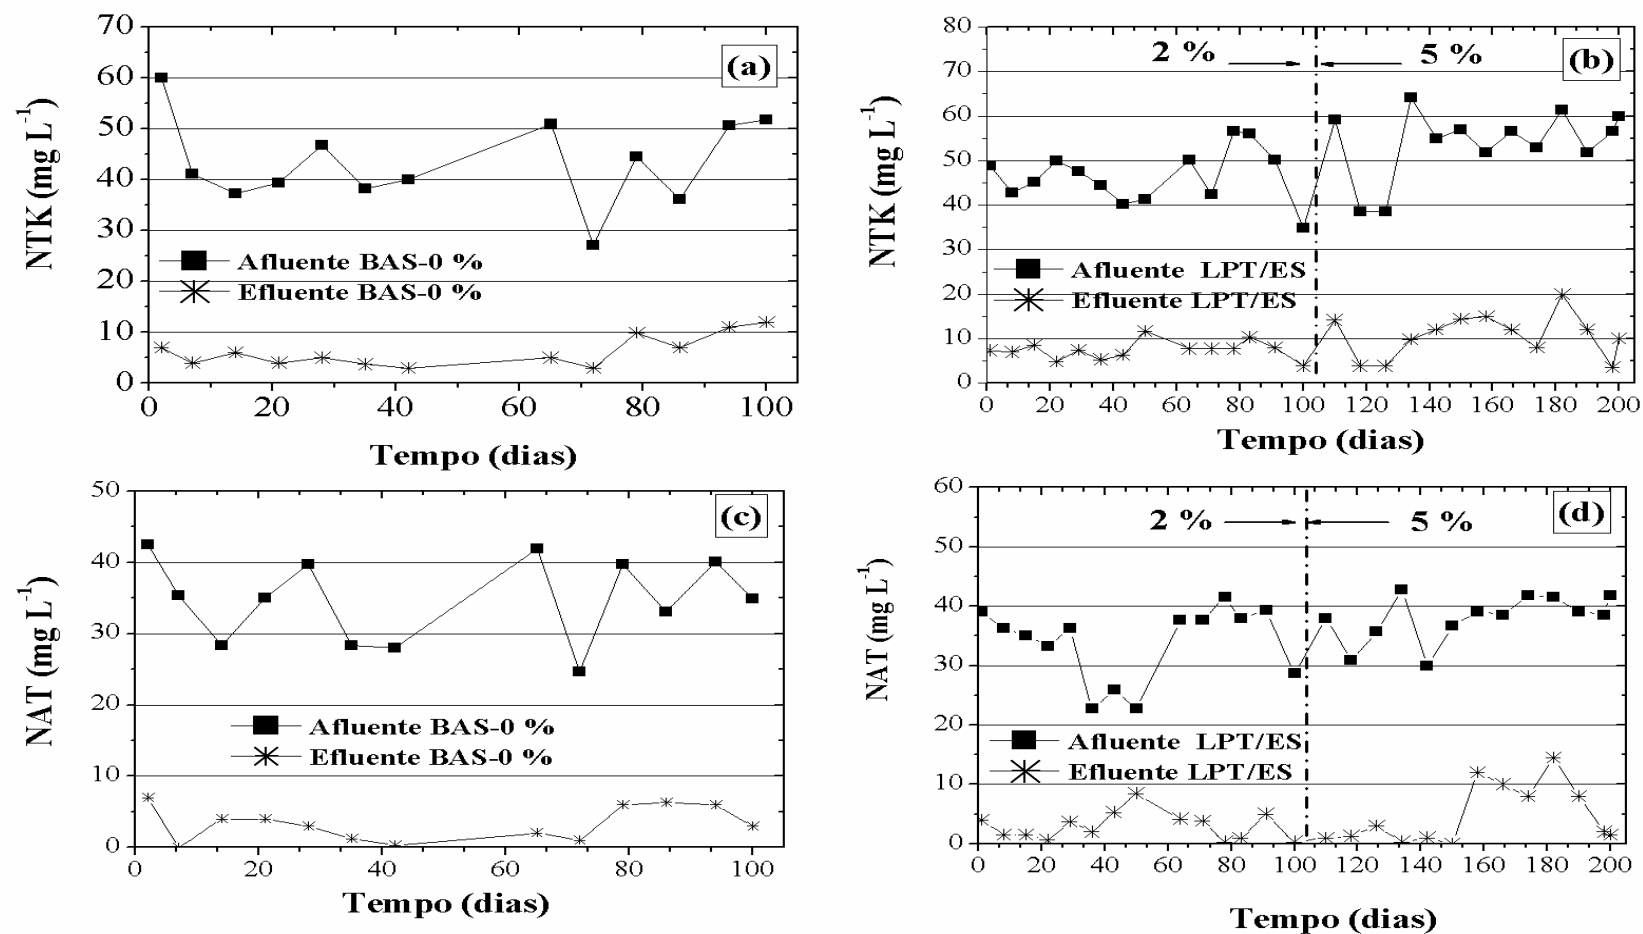 70
60
50
40
30
20
10
0
0 20 40 60 80 100
NTK (mg L⁻¹)
Tempo (dias)
(a)
Afluente BAS-0 %
Efluente BAS-0 %
80
70
60
50
40
30
20
10
0
0 20 40 60 80 100 120 140 160 180 200
NTK (mg L⁻¹)
Tempo (dias)
2 % 5 %
(b)
Afluente LPT/ES
Efluente LPT/ES
50
40
30
20
10
0
0 20 40 60 80 100
NAT (mg L⁻¹)
Tempo (dias)
(c)
Afluente BAS-0 %
Efluente BAS-0 %
60
50
40
30
20
10
0
0 20 40 60 80 100 120 140 160 180 200
NAT (mg L⁻¹)
Tempo (dias)
2 % 5 %
(d)
Afluente LPT/ES
Efluente LPT/ES